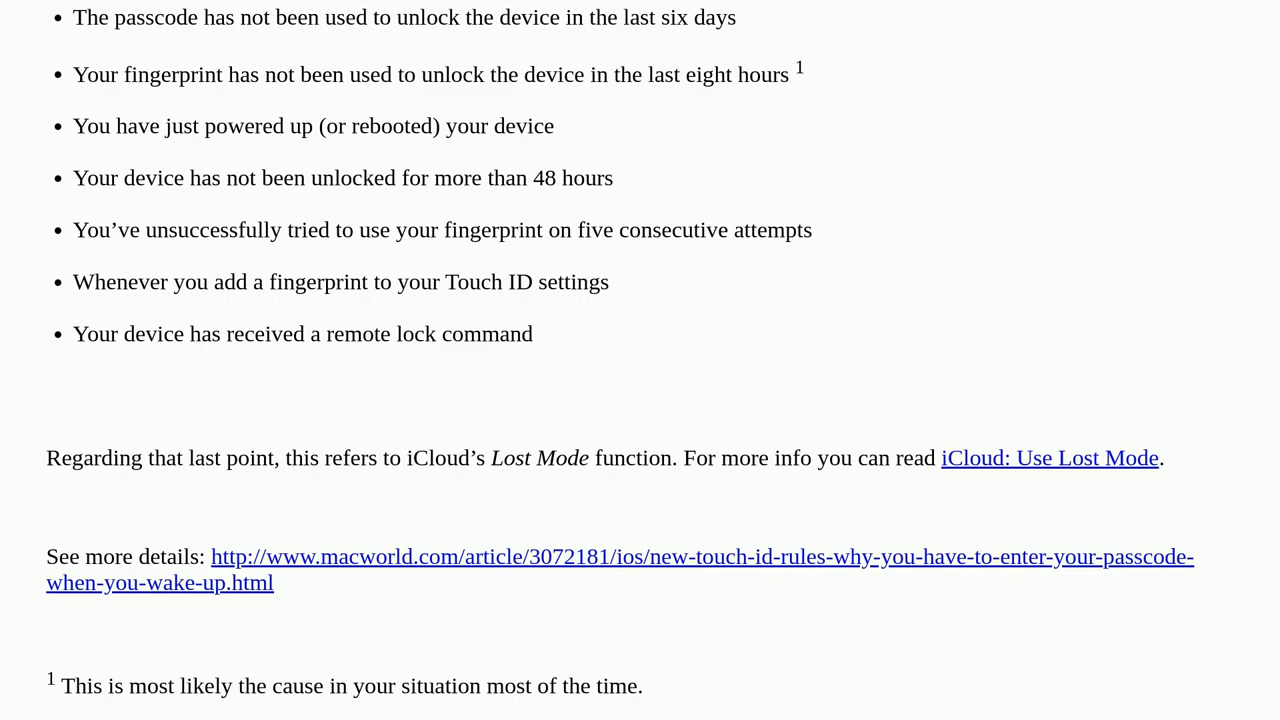 • The passcode has not been used to unlock the device in the last six days
• Your fingerprint has not been used to unlock the device in the last eight hours 1
• You have just powered up (or rebooted) your device
• Your device has not been unlocked for more than 48 hours
• You’ve unsuccessfully tried to use your fingerprint on five consecutive attempts
• Whenever you add a fingerprint to your Touch ID settings
• Your device has received a remote lock command
Regarding that last point, this refers to iCloud’s Lost Mode function. For more info you can read iCloud: Use Lost Mode.
See more details: http://www.macworld.com/article/3072181/ios/new-touch-id-rules-why-you-have-to-enter-your-passcode-
when-you-wake-up.html
1 This is most likely the cause in your situation most of the time.